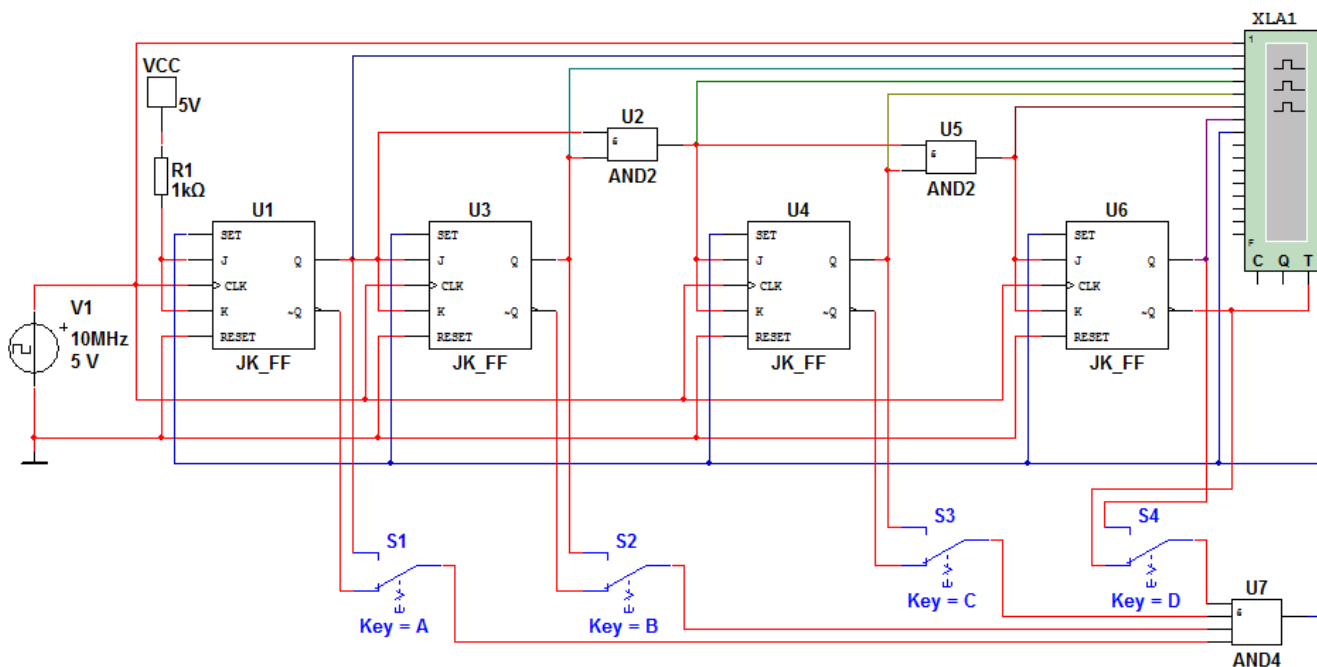 XLA1
1
F
C Q T
VCC
5V
R1
1kΩ
V1
+
10MHz
5 V
U1
SET
J Q
CLK
K ~Q
RESET
JK_FF
U3
SET
J Q
CLK
K ~Q
RESET
JK_FF
U2
&
AND2
U4
SET
J Q
CLK
K ~Q
RESET
JK_FF
U5
&
AND2
U6
SET
J Q
CLK
K ~Q
RESET
JK_FF
S1
Key = A
S2
Key = B
S3
Key = C
S4
Key = D
U7
&
AND4